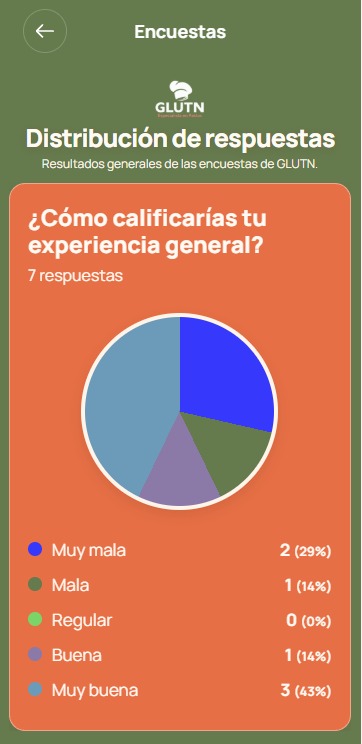 Encuestas
GLUTN
Distribución de respuestas
Resultados generales de las encuestas de GLUTN.
¿Cómo calificarías tu
experiencia general?
7 respuestas
Muy mala 2 (29%)
Mala 1 (14%)
Regular 0 (0%)
Buena 1 (14%)
Muy buena 3 (43%)